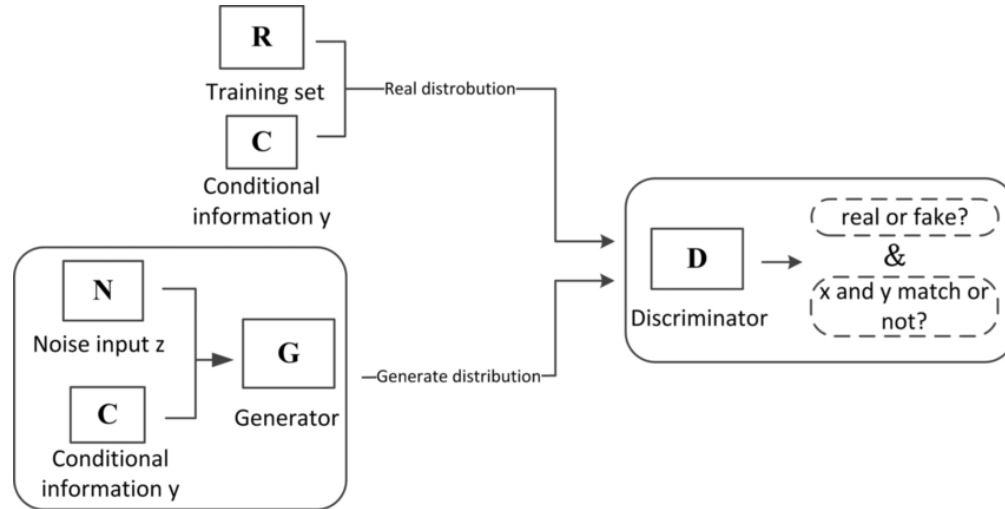 R
Training set
Real distrobution
C
Conditional
information y
N
Noise input z
C
Conditional
information y
G
Generator
Generate distribution
D
Discriminator
real or fake?
&
x and y match or
not?